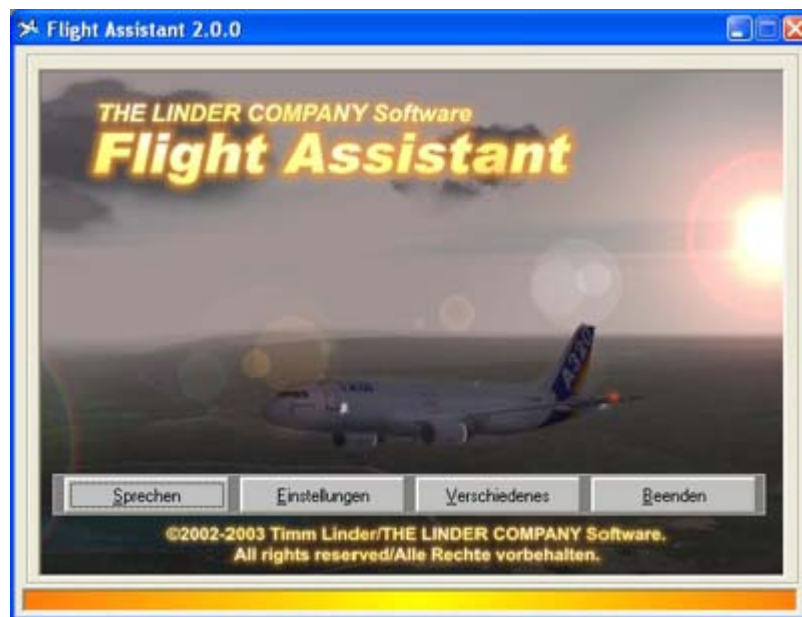 Flight Assistant 2.0.0
THE LINDER COMPANY Software
Flight Assistant
A320
Sprechen Einstellungen Verschiedenes Beenden
©2002-2003 Timm Linder/THE LINDER COMPANY Software.
All rights reserved/Alle Rechte vorbehalten.